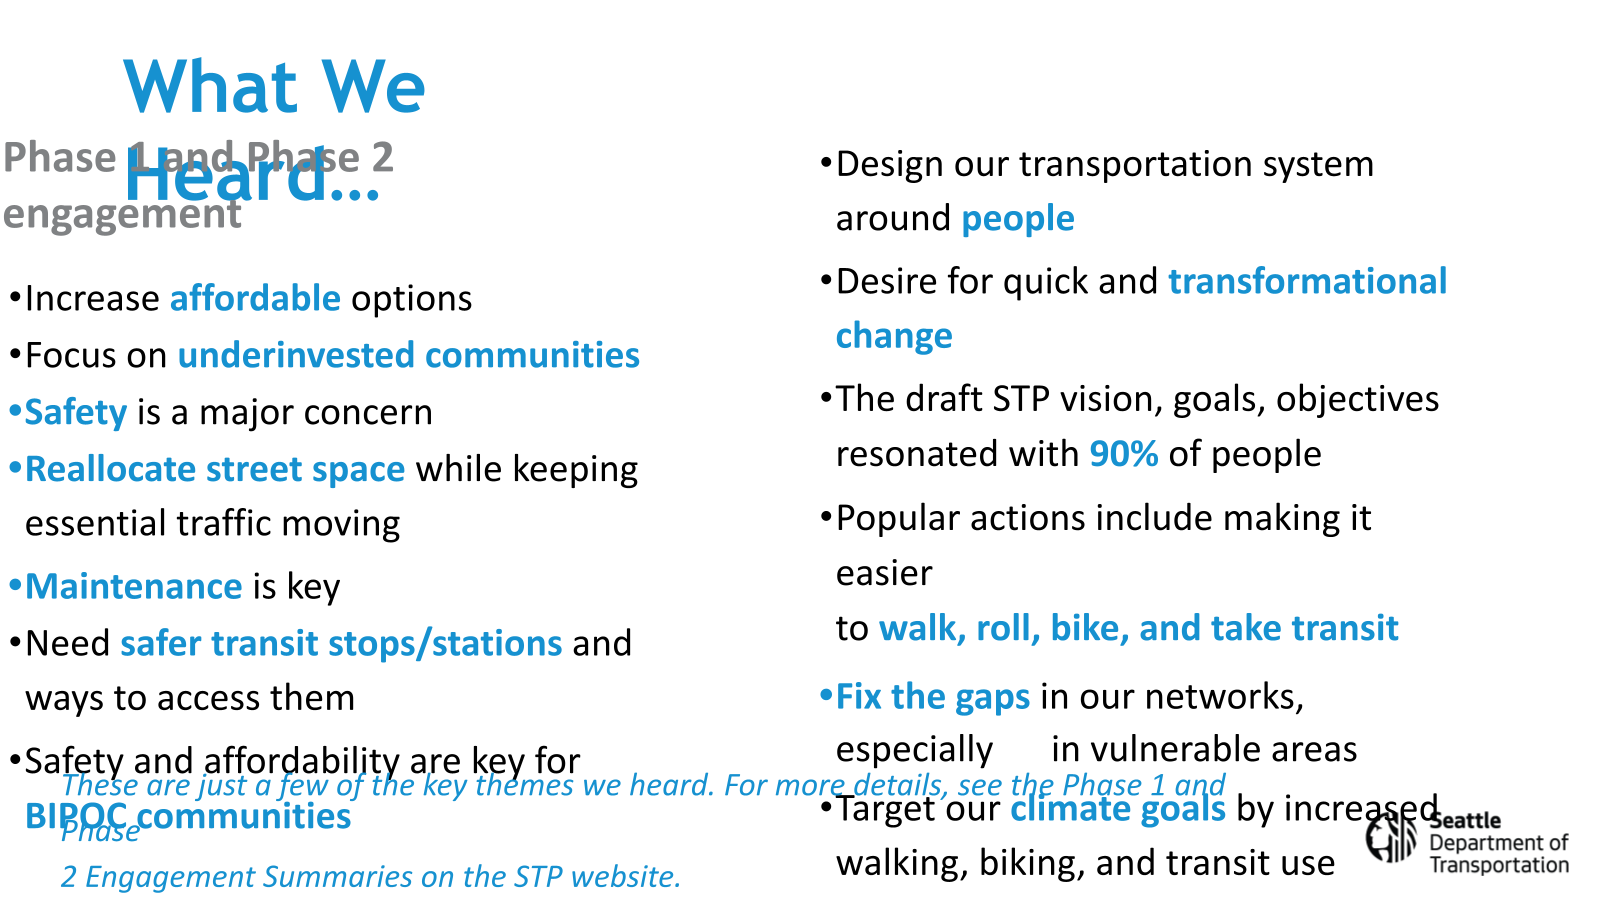 What We
Heard...
Phase 1 and Phase 2
engagement
•Increase affordable options
•Focus on underinvested communities
•Safety is a major concern
•Reallocate street space while keeping
essential traffic moving
•Maintenance is key
•Need safer transit stops/stations and
ways to access them
•Safety and affordability are key for
BIPOC communities
•Design our transportation system
around people
•Desire for quick and transformational
change
•The draft STP vision, goals, objectives
resonated with 90% of people
•Popular actions include making it
easier
to walk, roll, bike, and take transit
•Fix the gaps in our networks,
especially in vulnerable areas
•Target our climate goals by increased
walking, biking, and transit use
These are just a few of the key themes we heard. For more details, see the Phase 1 and
Phase
2 Engagement Summaries on the STP website.
Seattle
Department of
Transportation